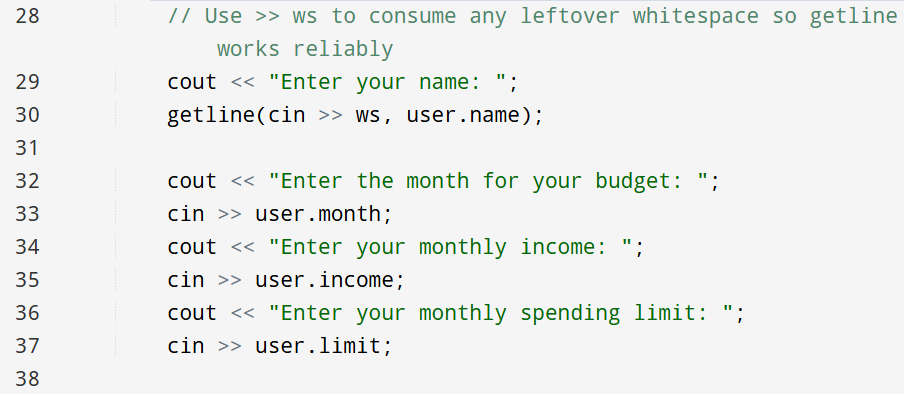 28 // Use >> ws to consume any leftover whitespace so getline
works reliably
29 cout << "Enter your name: ";
30 getline(cin >> ws, user.name);
31
32 cout << "Enter the month for your budget: ";
33 cin >> user.month;
34 cout << "Enter your monthly income: ";
35 cin >> user.income;
36 cout << "Enter your monthly spending limit: ";
37 cin >> user.limit;
38